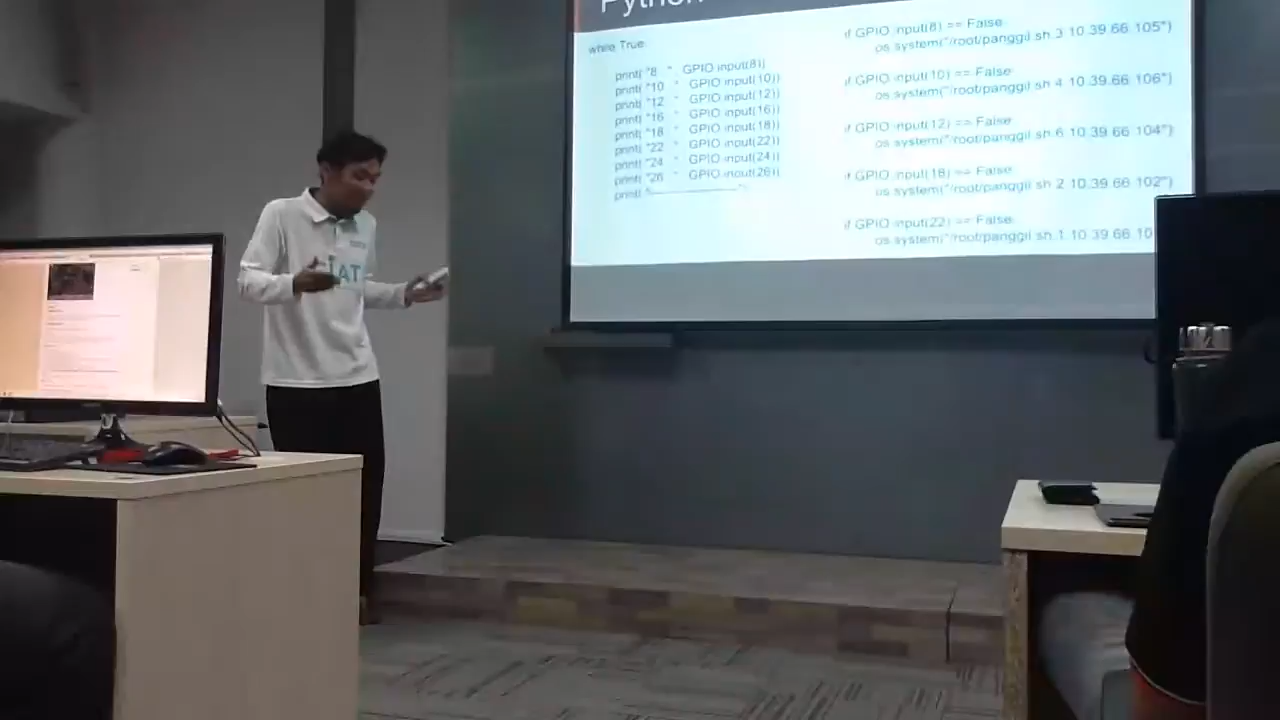 Python
while True:
print( "8 " GPIO input(8))
print( "10 " GPIO input(10))
print( "12 " GPIO input(12))
print( "16 " GPIO input(16))
print( "18 " GPIO input(18))
print( "22 " GPIO input(22))
print( "24 " GPIO input(24))
print( "26 " GPIO input(26))
print(
if GPIO input(8) == False
os system("/root/panggil sh 3 10 39 66 105")
if GPIO input(10) == False
os system("/root/panggil sh 4 10 39 66 106")
if GPIO input(12) == False
os system("/root/panggil sh 6 10 39 66 104")
if GPIO input(18) == False
os system("/root/panggil sh 2 10 39 66 102")
if GPIO input(22) == False
os system("/root/panggil sh 1 10 39 66 10
IAT